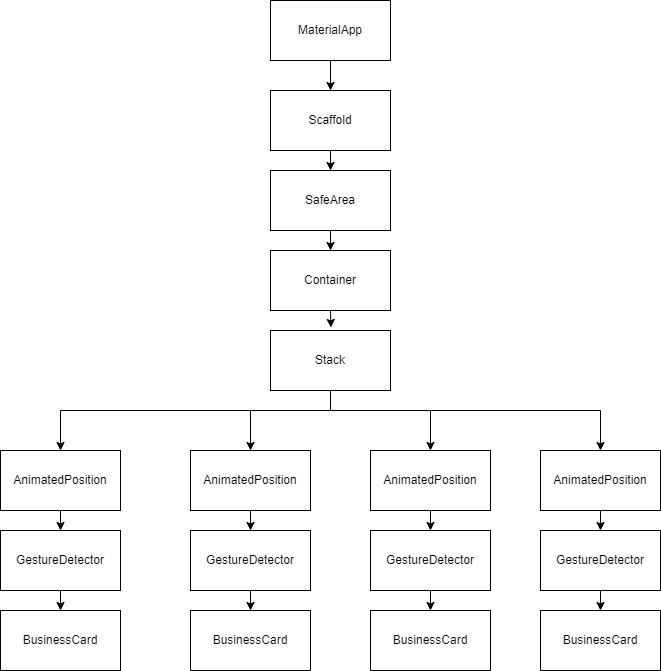 MaterialApp
Scaffold
SafeArea
Container
Stack
AnimatedPosition
AnimatedPosition
AnimatedPosition
AnimatedPosition
GestureDetector
GestureDetector
GestureDetector
GestureDetector
BusinessCard
BusinessCard
BusinessCard
BusinessCard